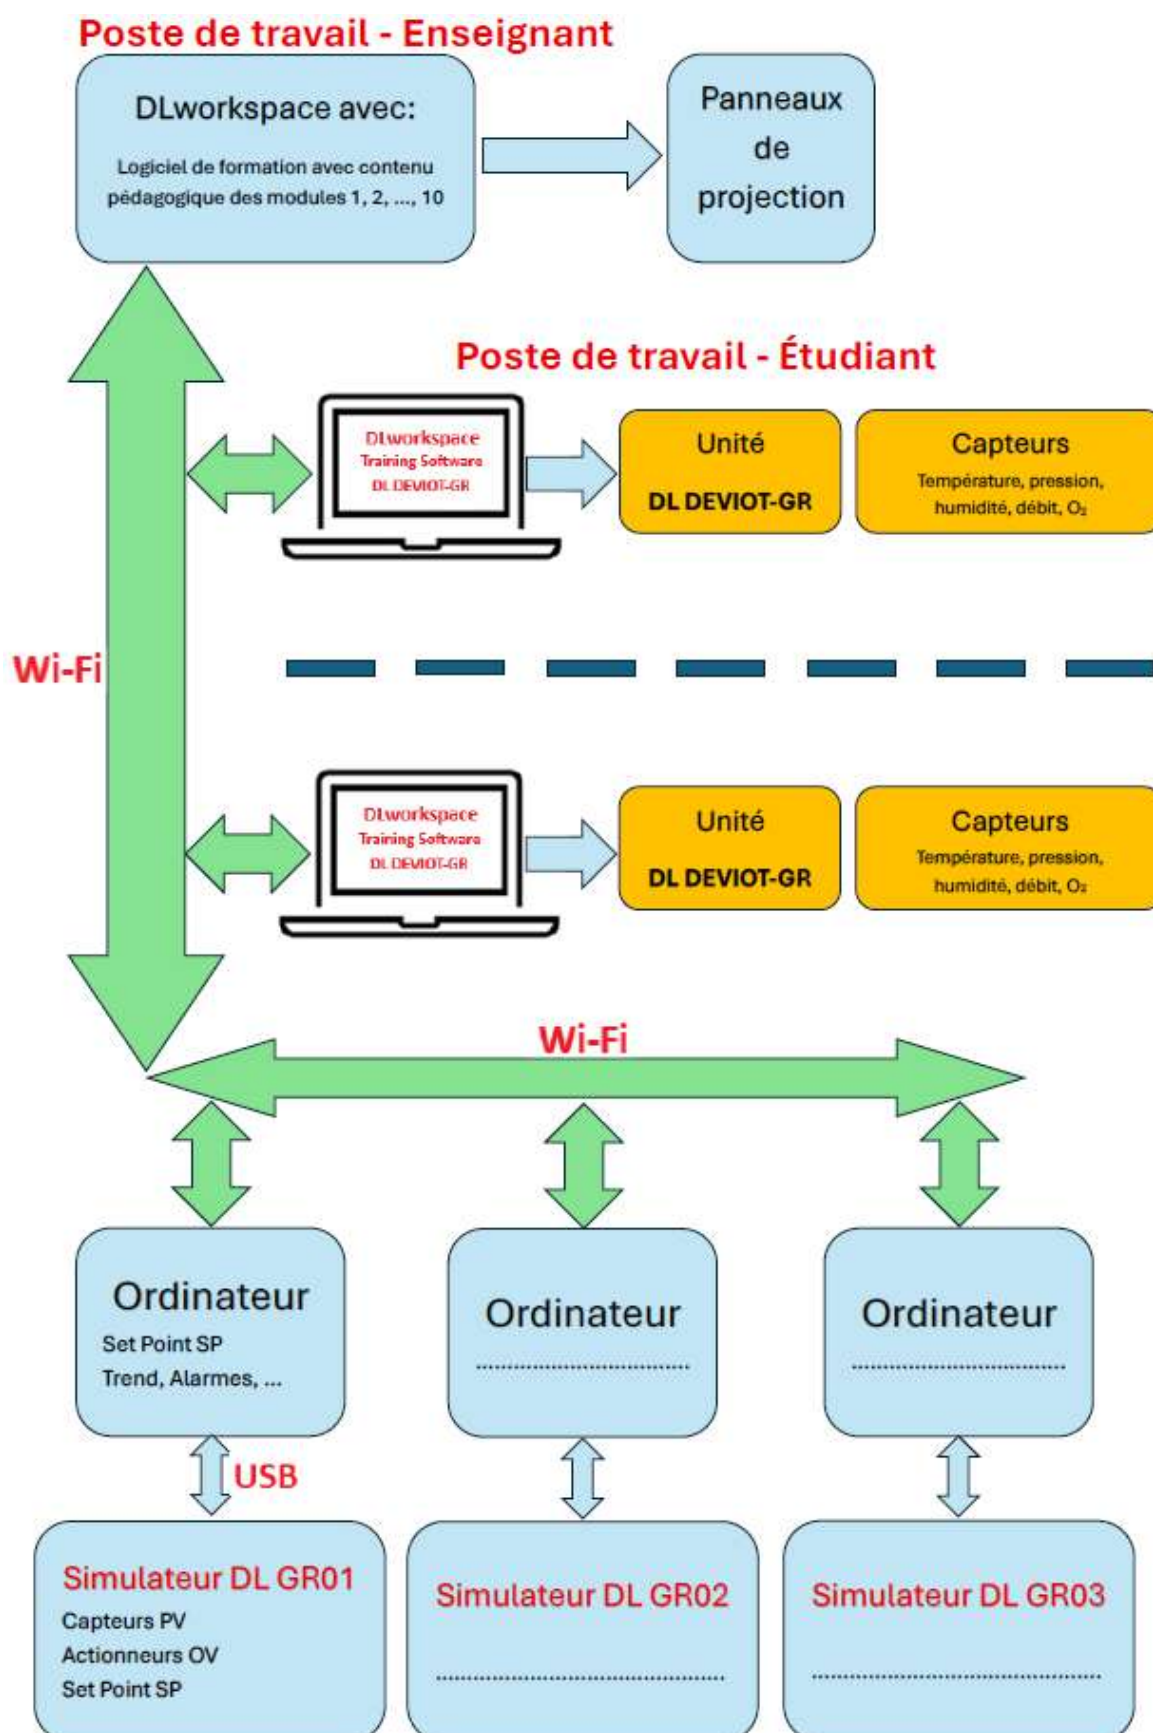 Poste de travail - Enseignant
DLworkspace avec:
Logiciel de formation avec contenu
pédagogique des modules 1, 2, ..., 10
Panneaux
de
projection
Poste de travail - Étudiant
DLworkspace
Training Software
DL DEVIOT-GR
Unité
DL DEVIOT-GR
Capteurs
Température, pression,
humidité, débit, O₂
Wi-Fi
DLworkspace
Training Software
DL DEVIOT-GR
Unité
DL DEVIOT-GR
Capteurs
Température, pression,
humidité, débit, O₂
Wi-Fi
Ordinateur
Set Point SP
Trend, Alarmes, ...
Ordinateur
Ordinateur
USB
Simulateur DL GR01
Capteurs PV
Actionneurs OV
Set Point SP
Simulateur DL GR02
Simulateur DL GR03